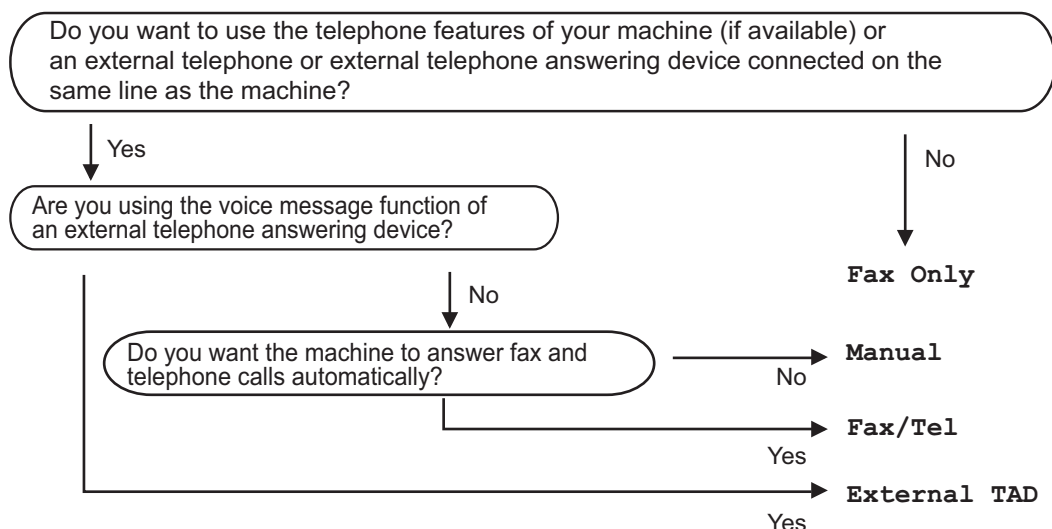 Do you want to use the telephone features of your machine (if available) or
an external telephone or external telephone answering device connected on the
same line as the machine?
Yes
No
Are you using the voice message function of
an external telephone answering device?
Fax Only
No
Do you want the machine to answer fax and
telephone calls automatically?
Manual
No
Fax/Tel
Yes
External TAD
Yes